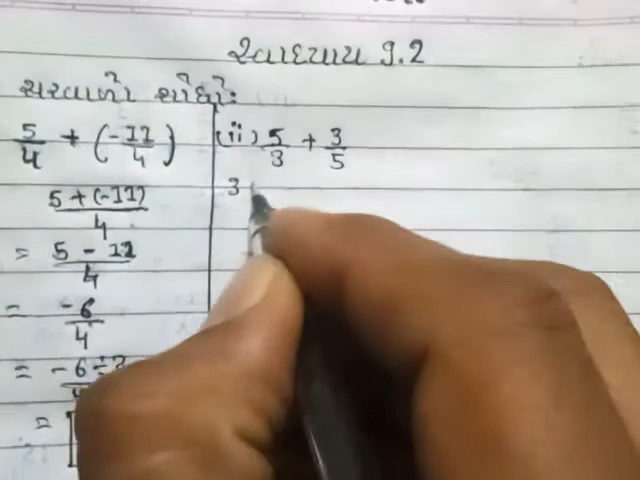 સ્વાધ્યાય 9.2
સરવાળો શોધો:
5/4 + (-11/4)
5+(-11)/4
= 5 - 11/4
= -6/4
= -6÷2
=
(ii) 5/3 + 3/5
3